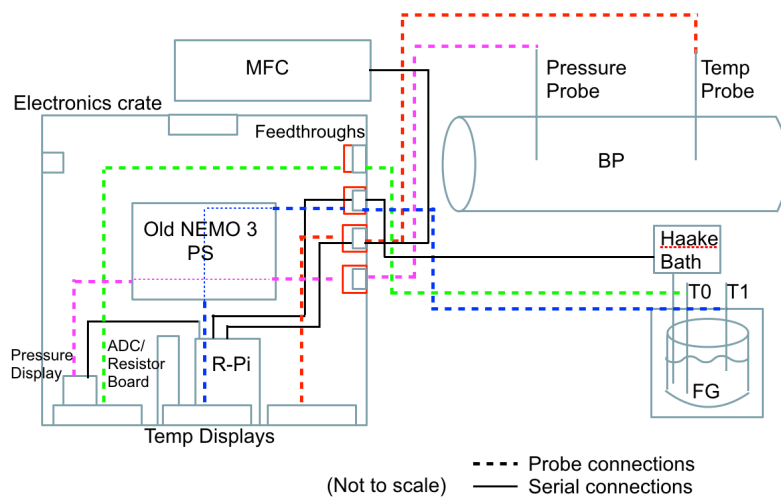 MFC
Pressure
Probe
Temp
Probe
Electronics crate
Feedthroughs
BP
Old NEMO 3
PS
Haake
Bath
T0
T1
Pressure
Display
ADC/
Resistor
Board
R-Pi
FG
Temp Displays
(Not to scale)
Probe connections
Serial connections